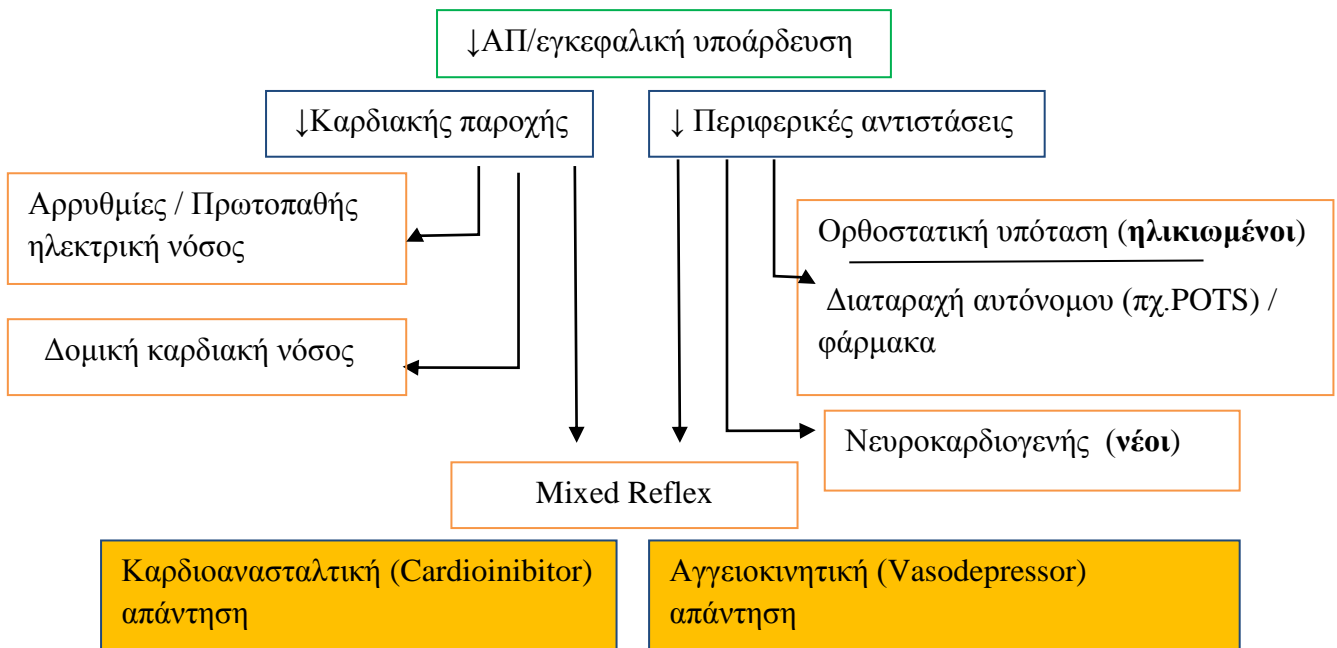 ↓ΑΠ/εγκεφαλική υποάρδευση
↓Καρδιακής παροχής
↓ Περιφερικές αντιστάσεις
Αρρυθμίες / Πρωτοπαθής
ηλεκτρική νόσος
Ορθοστατική υπόταση (ηλικιωμένοι)
Διαταραχή αυτόνομου (πχ.POTS) /
φάρμακα
Δομική καρδιακή νόσος
Νευροκαρδιογενής (νέοι)
Mixed Reflex
Καρδιοανασταλτική (Cardioinibitor)
απάντηση
Αγγειοκινητική (Vasodepressor)
απάντηση